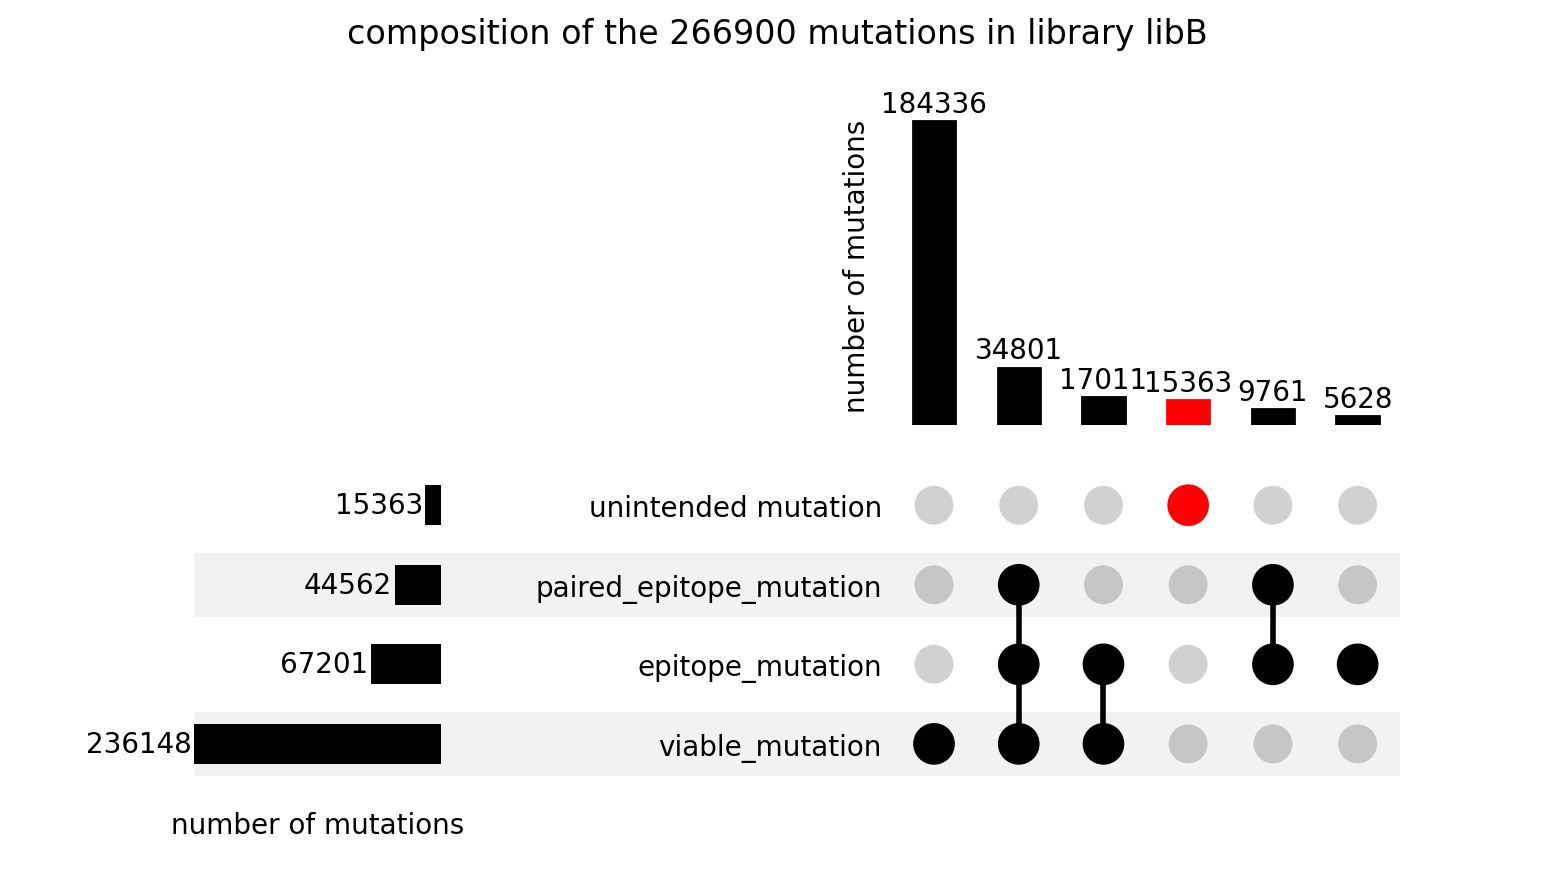 composition of the 266900 mutations in library libB
184336
number of mutations
34801
17011
15363
9761
5628
15363
unintended mutation
44562
paired_epitope_mutation
67201
epitope_mutation
236148
viable_mutation
number of mutations